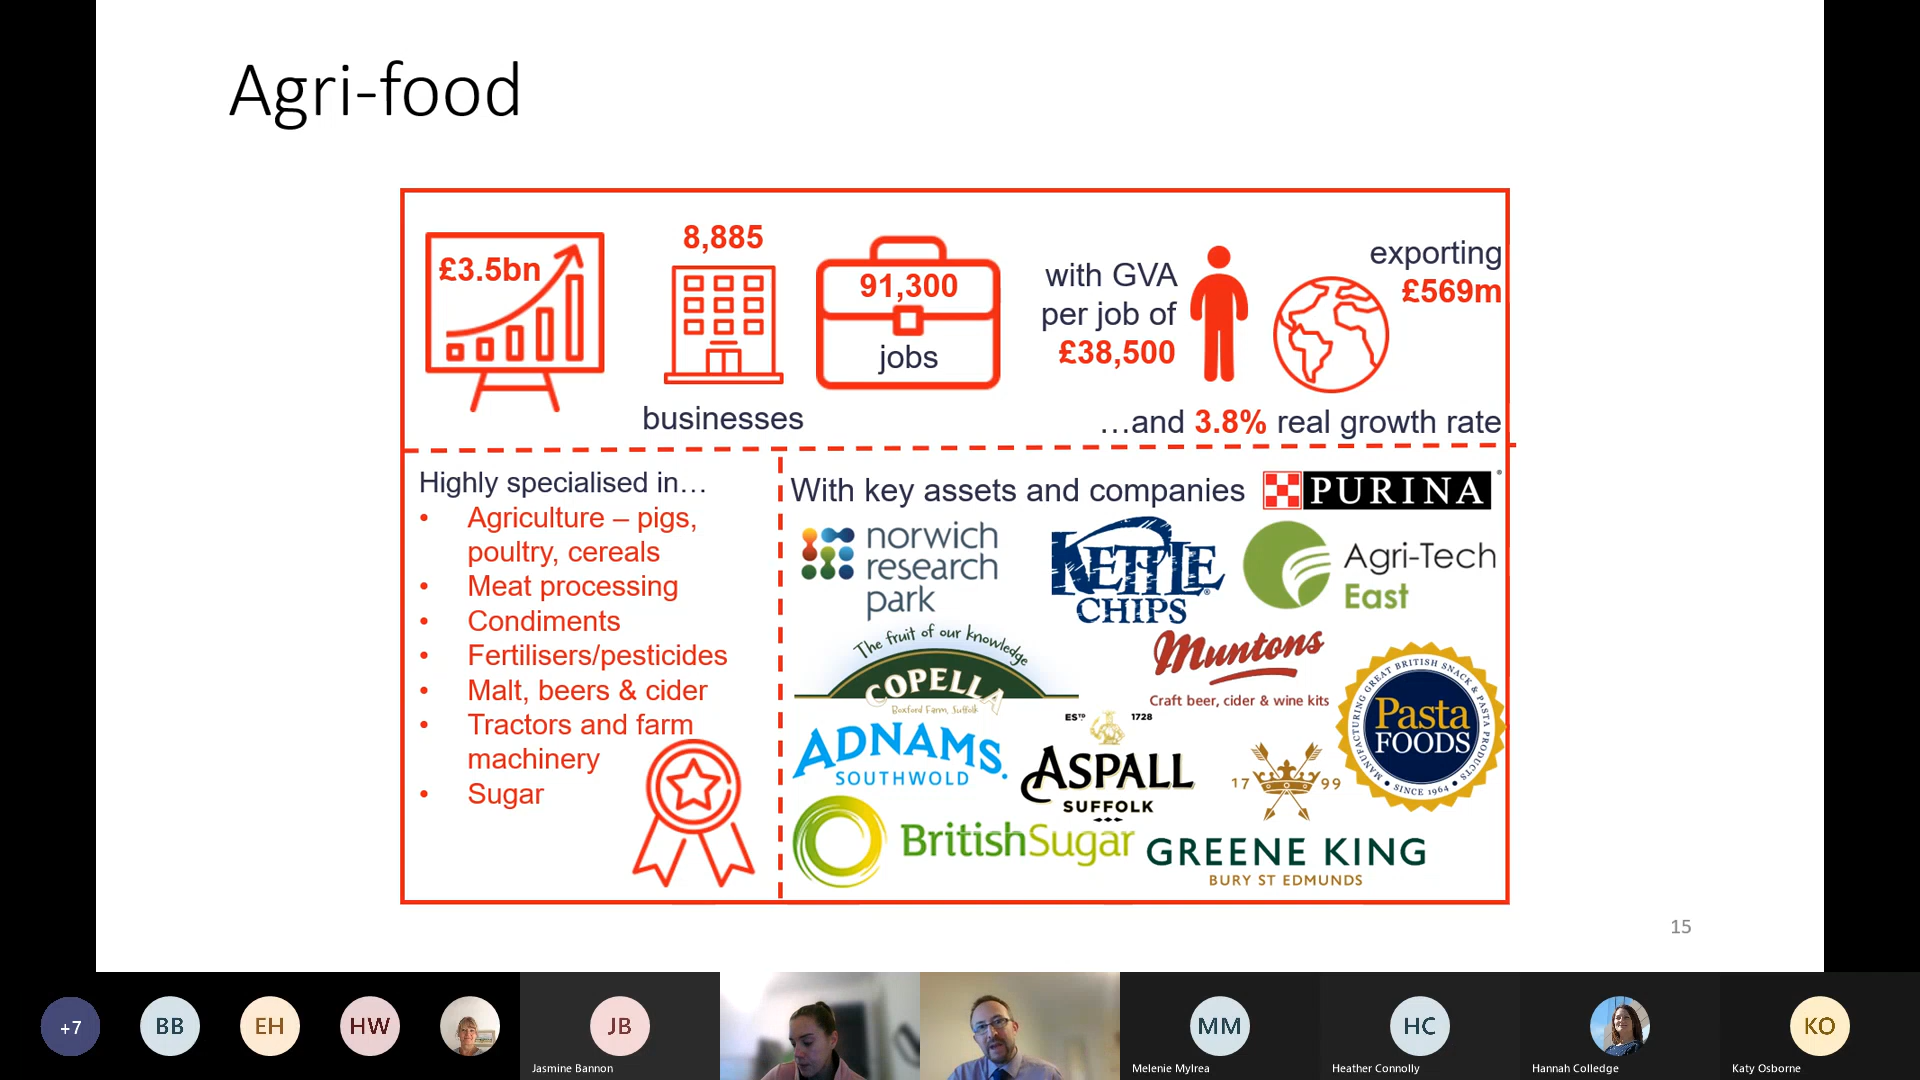 Agri-food
£3.5bn
8,885
businesses
91,300
jobs
with GVA
per job of
£38,500
exporting
£569m
…and 3.8% real growth rate
Highly specialised in…
• Agriculture – pigs,
poultry, cereals
• Meat processing
• Condiments
• Fertilisers/pesticides
• Malt, beers & cider
• Tractors and farm
machinery
• Sugar
With key assets and companies
PURINA
norwich
research
park
KETTLE
CHIPS
Agri-Tech
East
The fruit of our knowledge
COPELLA
Boxford Farm, Suffolk
Muntons
Craft beer, cider & wine kits
MANUFACTURING GREAT BRITISH SNACK & PASTA PRODUCTS
Pasta
FOODS
• SINCE 1964 •
ADNAMS.
SOUTHWOLD
ESTD 1728
ASPALL
SUFFOLK
17 99
GREENE KING
BURY ST EDMUNDS
BritishSugar
15
+7
BB
EH
HW
JB
Jasmine Bannon
MM
Melenie Mylrea
HC
Heather Connolly
Hannah Colledge
KO
Katy Osborne